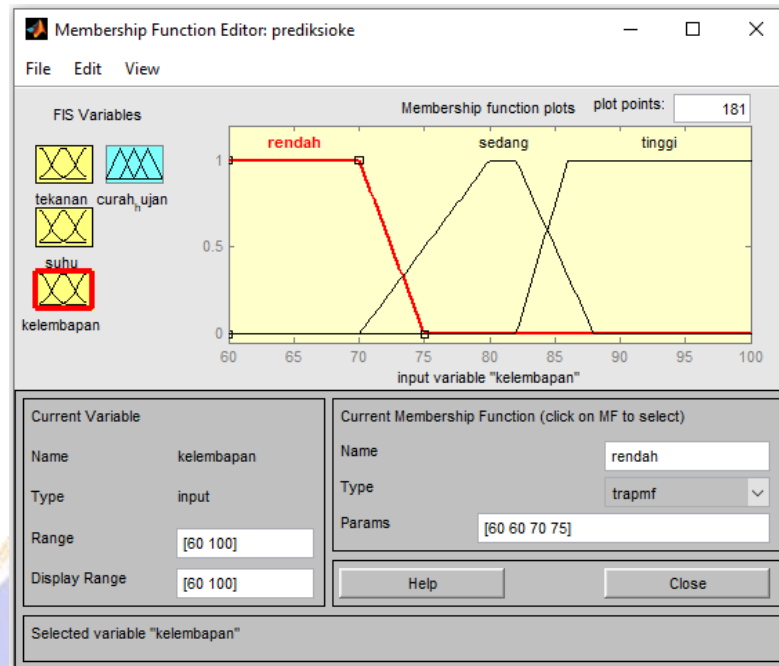 Membership Function Editor: prediksioke
File Edit View
FIS Variables
tekanan curah_hujan
suhu
kelembapan
Membership function plots plot points: 181
rendah sedang tinggi
1
0.5
0
60 65 70 75 80 85 90 95 100
input variable "kelembapan"
Current Variable
Name kelembapan
Type input
Range [60 100]
Display Range [60 100]
Current Membership Function (click on MF to select)
Name rendah
Type trapmf
Params [60 60 70 75]
Help Close
Selected variable "kelembapan"